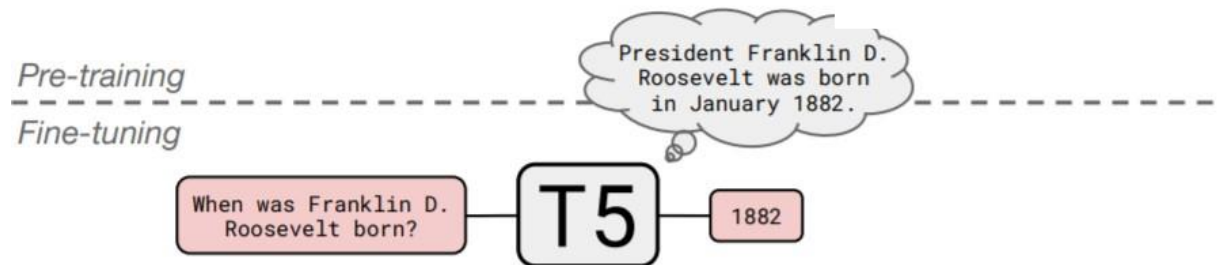 President Franklin D.
Roosevelt was born
in January 1882.
Pre-training
Fine-tuning
When was Franklin D.
Roosevelt born?
T5
1882